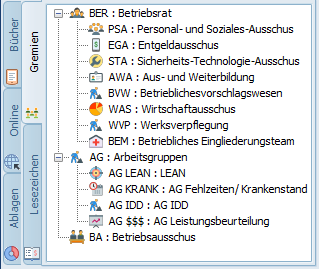 Bücher
Gremien
Online
Lesezeichen
Ablagen
BER : Betriebsrat
PSA : Personal- und Soziales-Ausschus
EGA : Entgeldausschus
STA : Sicherheits-Technologie-Ausschus
AWA : Aus- und Weiterbildung
BVW : Betrieblichesvorschlagswesen
WAS : Wirtschaftausschus
WVP : Werksverpflegung
BEM : Betriebliches Eingliederungsteam
AG : Arbeitsgruppen
AG LEAN : LEAN
AG KRANK : AG Fehlzeiten/ Krankenstand
AG IDD : AG IDD
AG $$$ : AG Leistungsbeurteilung
BA : Betriebsausschus